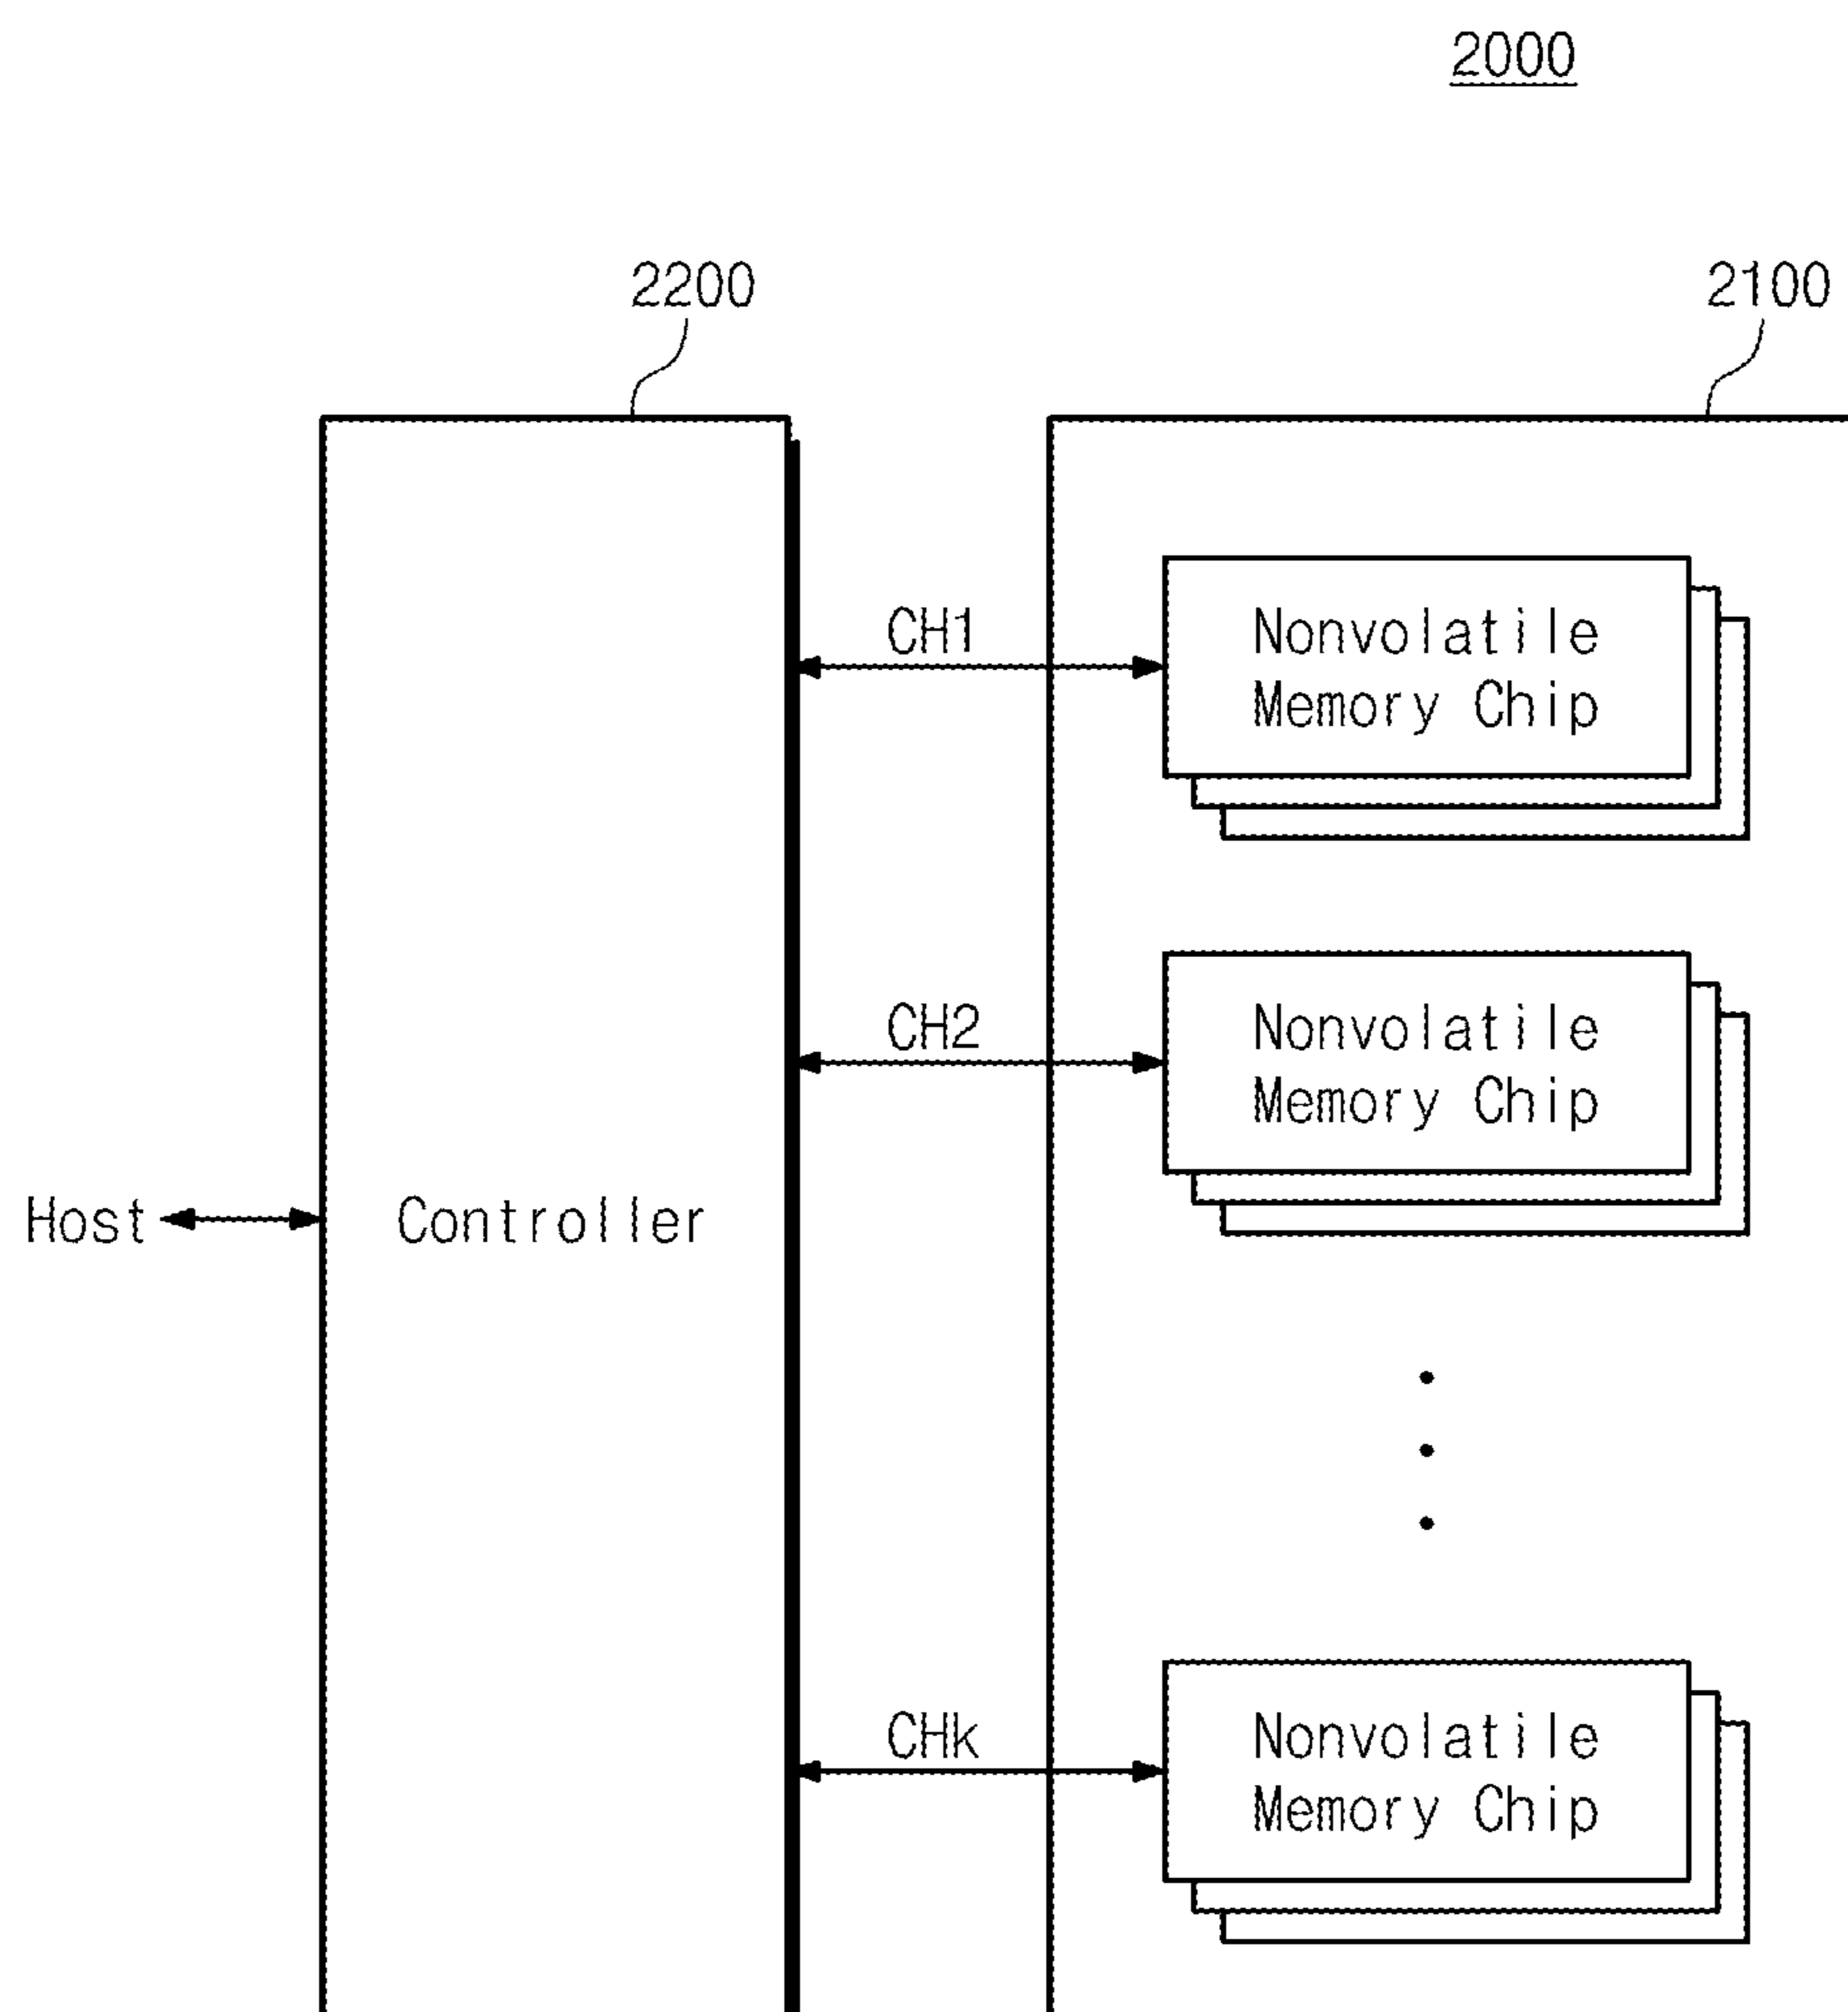 2000
2200
2100
CH1
Nonvolatile
Memory Chip
CH2
Nonvolatile
Memory Chip
Host
Controller
CHk
Nonvolatile
Memory Chip